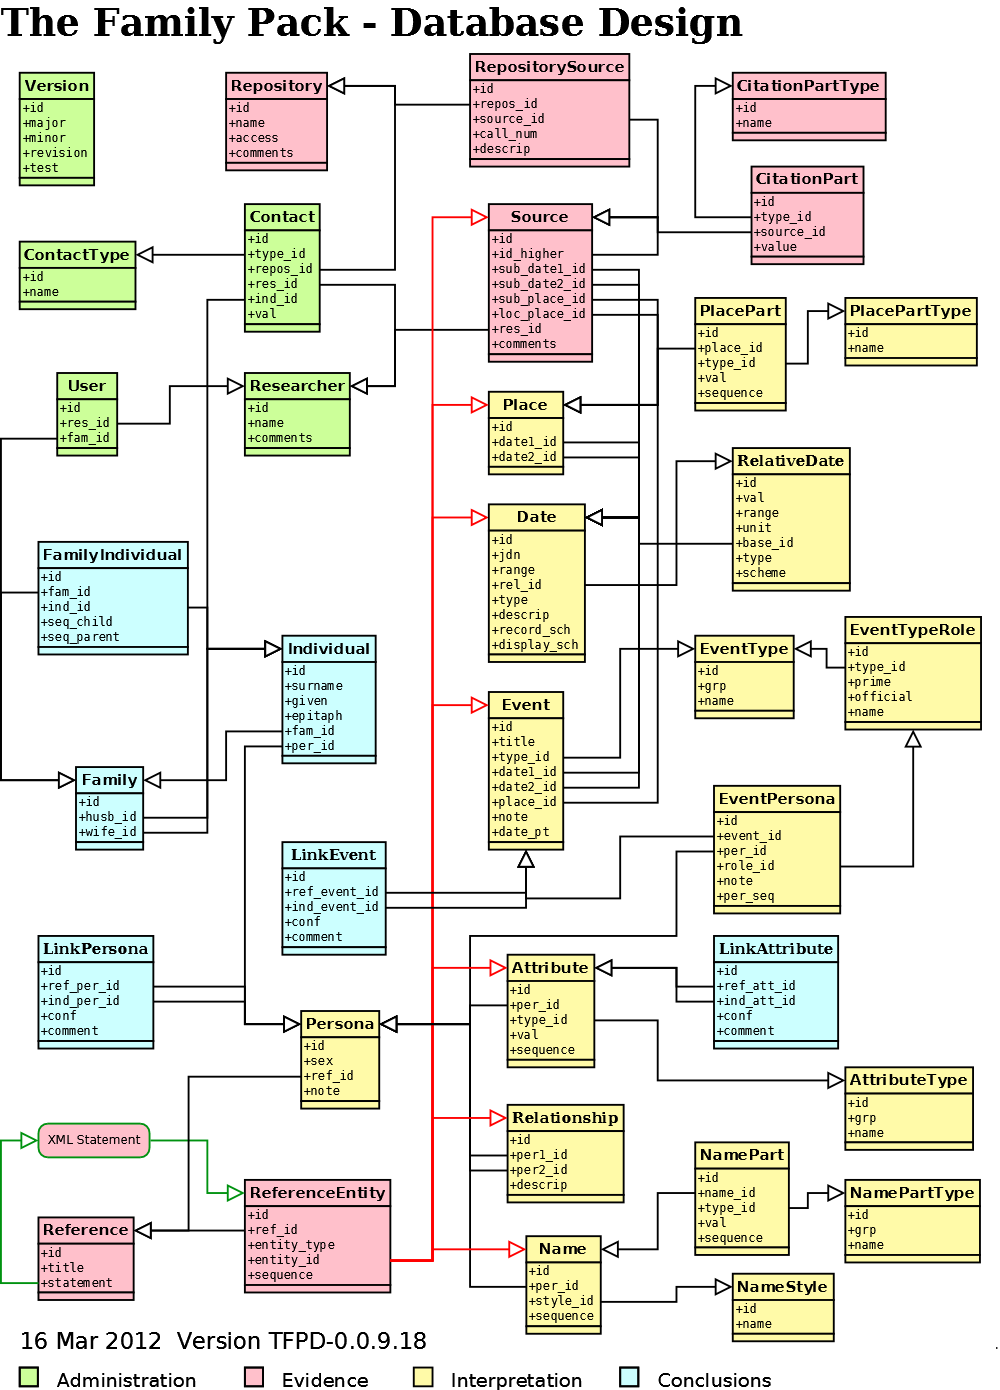 The Family Pack - Database Design
Version
+id
+major
+minor
+revision
+test
Repository
+id
+name
+access
+comments
RepositorySource
+id
+repos_id
+source_id
+call_num
+descrip
CitationPartType
+id
+name
CitationPart
+id
+type_id
+source_id
+value
Contact
+id
+type_id
+repos_id
+res_id
+ind_id
+val
ContactType
+id
+name
Source
+id
+id_higher
+sub_date1_id
+sub_date2_id
+sub_place_id
+loc_place_id
+res_id
+comments
PlacePart
+id
+place_id
+type_id
+val
+sequence
PlacePartType
+id
+name
User
+id
+res_id
+fam_id
Researcher
+id
+name
+comments
Place
+id
+date1_id
+date2_id
RelativeDate
+id
+val
+range
+unit
+base_id
+type
+scheme
Date
+id
+jdn
+range
+rel_id
+type
+descrip
+record_sch
+display_sch
FamilyIndividual
+id
+fam_id
+ind_id
+seq_child
+seq_parent
Individual
+id
+surname
+given
+epitaph
+fam_id
+per_id
EventType
+id
+grp
+name
EventTypeRole
+id
+type_id
+prime
+official
+name
Event
+id
+title
+type_id
+date1_id
+date2_id
+place_id
+note
+date_pt
Family
+id
+husb_id
+wife_id
EventPersona
+id
+event_id
+per_id
+role_id
+note
+per_seq
LinkEvent
+id
+ref_event_id
+ind_event_id
+conf
+comment
LinkPersona
+id
+ref_per_id
+ind_per_id
+conf
+comment
Attribute
+id
+per_id
+type_id
+val
+sequence
LinkAttribute
+id
+ref_att_id
+ind_att_id
+conf
+comment
Persona
+id
+sex
+ref_id
+note
AttributeType
+id
+grp
+name
XML Statement
Relationship
+id
+per1_id
+per2_id
+descrip
NamePart
+id
+name_id
+type_id
+val
+sequence
NamePartType
+id
+grp
+name
ReferenceEntity
+id
+ref_id
+entity_type
+entity_id
+sequence
Reference
+id
+title
+statement
Name
+id
+per_id
+style_id
+sequence
NameStyle
+id
+name
16 Mar 2012 Version TFPD-0.0.9.18
Administration
Evidence
Interpretation
Conclusions